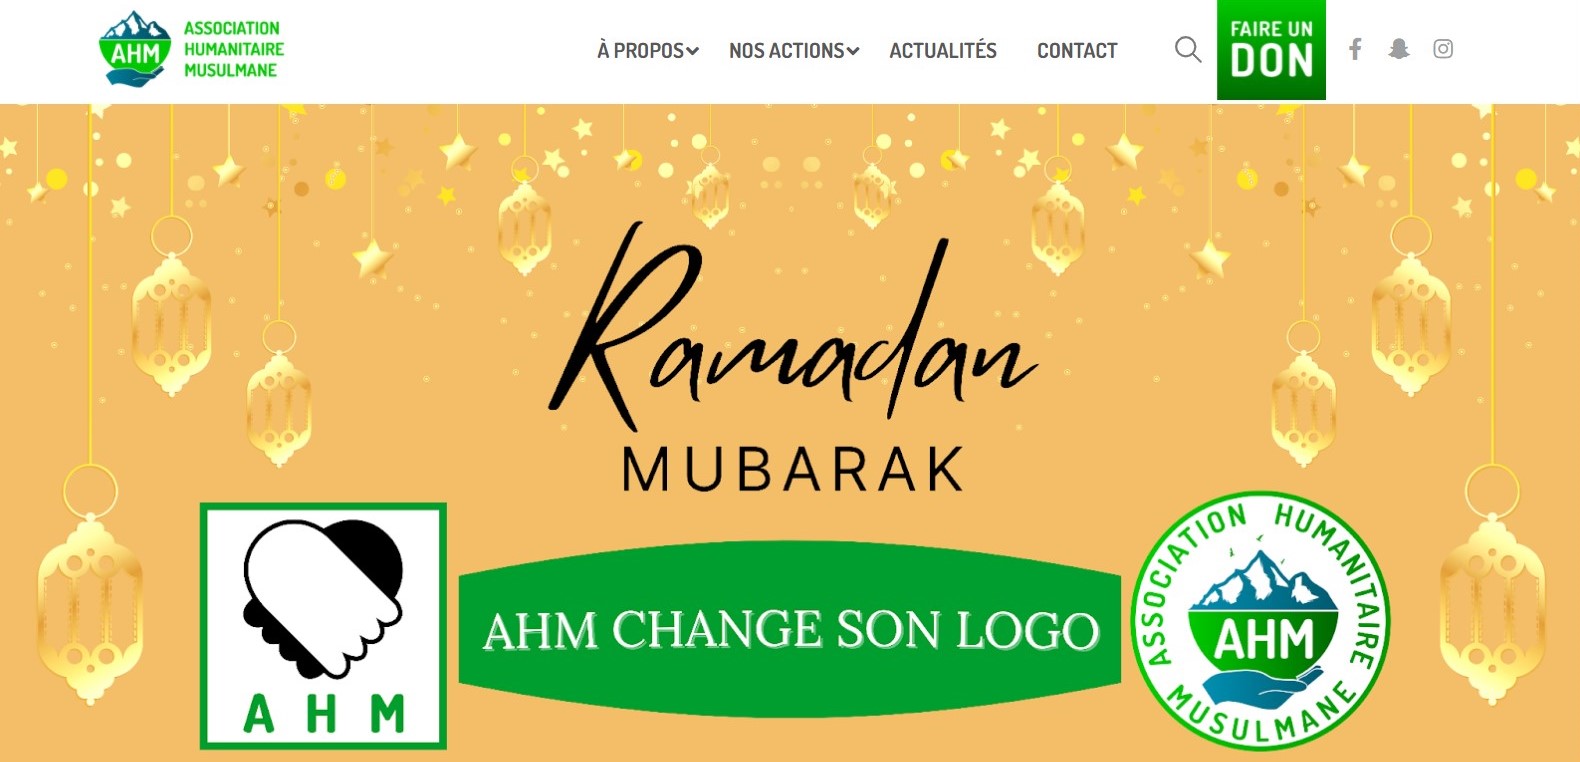 AHM
ASSOCIATION
HUMANITAIRE
MUSULMANE
À PROPOS
NOS ACTIONS
ACTUALITÉS
CONTACT
FAIRE UN
DON
Ramadan
MUBARAK
AHM
AHM CHANGE SON LOGO
ASSOCIATION HUMANITAIRE
AHM
MUSULMANE